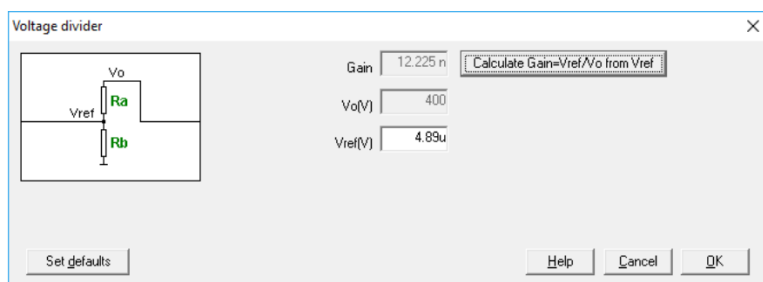 Voltage divider
Vo
Ra
Vref
Rb
Gain 12.225 n Calculate Gain=Vref/Vo from Vref
Vo(V) 400
Vref(V) 4.89u
Set defaults Help Cancel OK